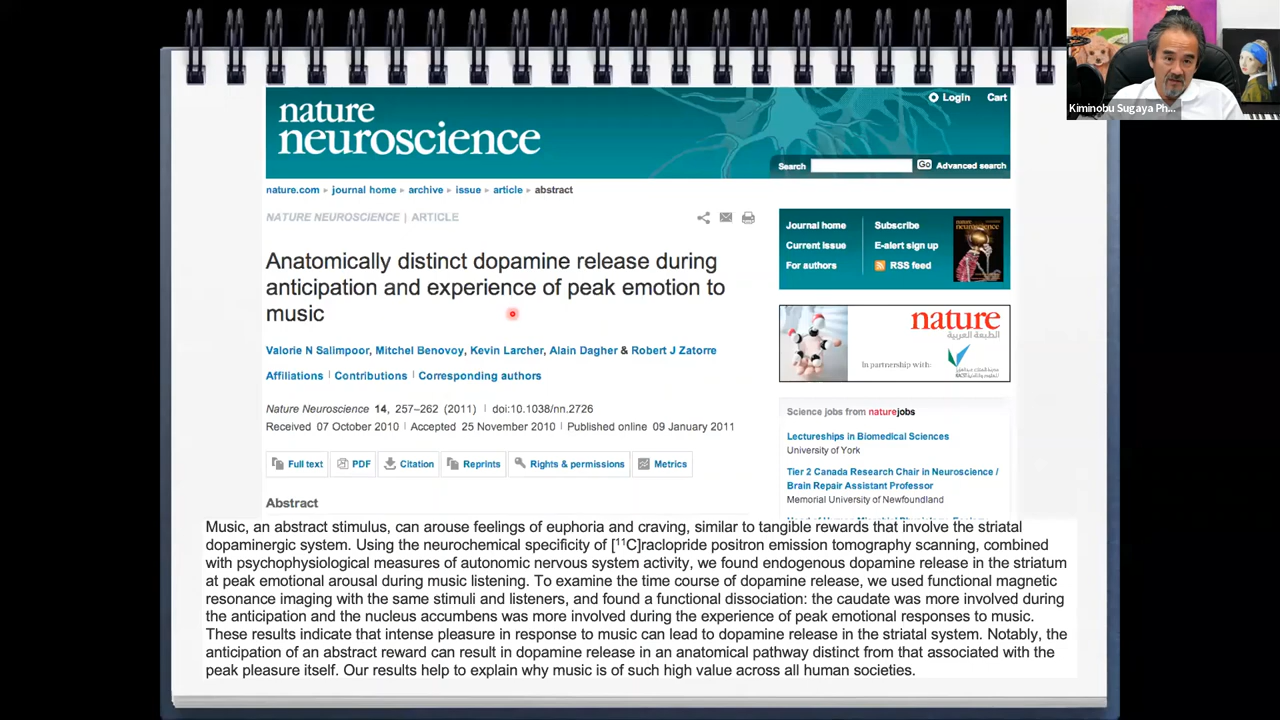 Kiminobu Sugaya Ph...
nature
neuroscience
Login Cart
Search Go Advanced search
nature.com journal home archive issue article abstract
NATURE NEUROSCIENCE | ARTICLE
Anatomically distinct dopamine release during
anticipation and experience of peak emotion to
music
Valorie N Salimpoor, Mitchel Benovoy, Kevin Larcher, Alain Dagher & Robert J Zatorre
Affiliations | Contributions | Corresponding authors
Nature Neuroscience 14, 257–262 (2011) | doi:10.1038/nn.2726
Received 07 October 2010 | Accepted 25 November 2010 | Published online 09 January 2011
Full text PDF Citation Reprints Rights & permissions Metrics
Journal home Subscribe
Current issue E-alert sign up
For authors RSS feed
nature
الطبعة العربية
In partnership with:
Science jobs from naturejobs
Lectureships in Biomedical Sciences
University of York
Tier 2 Canada Research Chair in Neuroscience /
Brain Repair Assistant Professor
Memorial University of Newfoundland
Abstract
Music, an abstract stimulus, can arouse feelings of euphoria and craving, similar to tangible rewards that involve the striatal
dopaminergic system. Using the neurochemical specificity of [¹¹C]raclopride positron emission tomography scanning, combined
with psychophysiological measures of autonomic nervous system activity, we found endogenous dopamine release in the striatum
at peak emotional arousal during music listening. To examine the time course of dopamine release, we used functional magnetic
resonance imaging with the same stimuli and listeners, and found a functional dissociation: the caudate was more involved during
the anticipation and the nucleus accumbens was more involved during the experience of peak emotional responses to music.
These results indicate that intense pleasure in response to music can lead to dopamine release in the striatal system. Notably, the
anticipation of an abstract reward can result in dopamine release in an anatomical pathway distinct from that associated with the
peak pleasure itself. Our results help to explain why music is of such high value across all human societies.